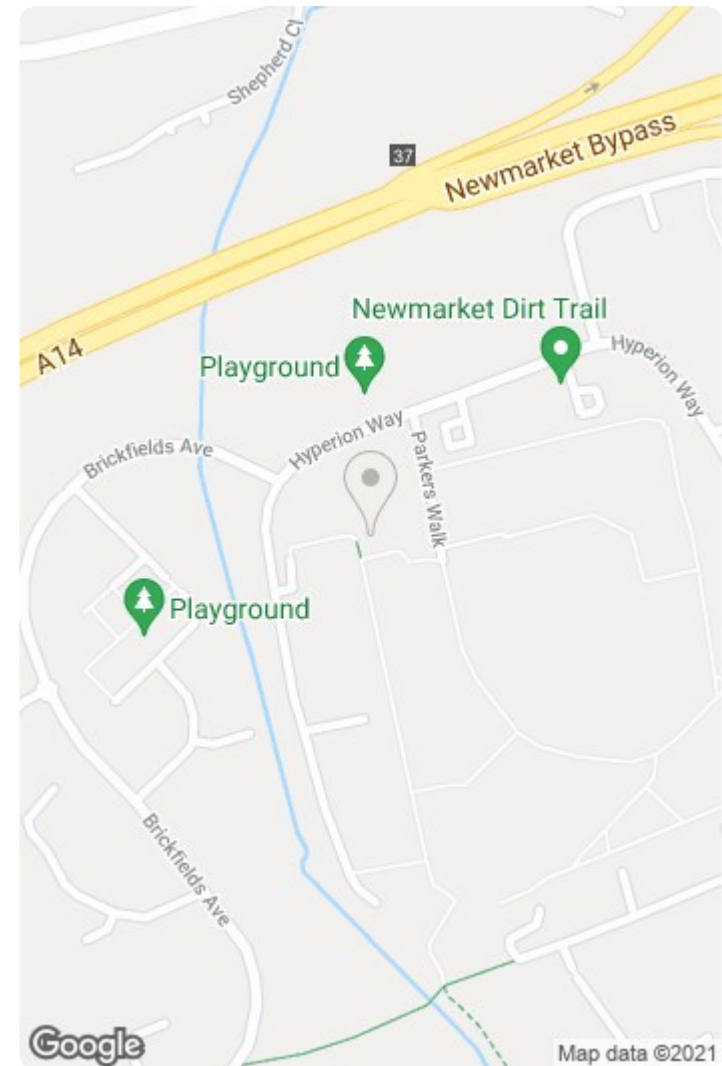 Shepherd Cl
37
Newmarket Bypass
A14
Newmarket Dirt Trail
Playground
Hyperion Way
Hyperion Way
Brickfields Ave
Parkers Walk
Playground
Brickfields Ave
Google
Map data ©2021